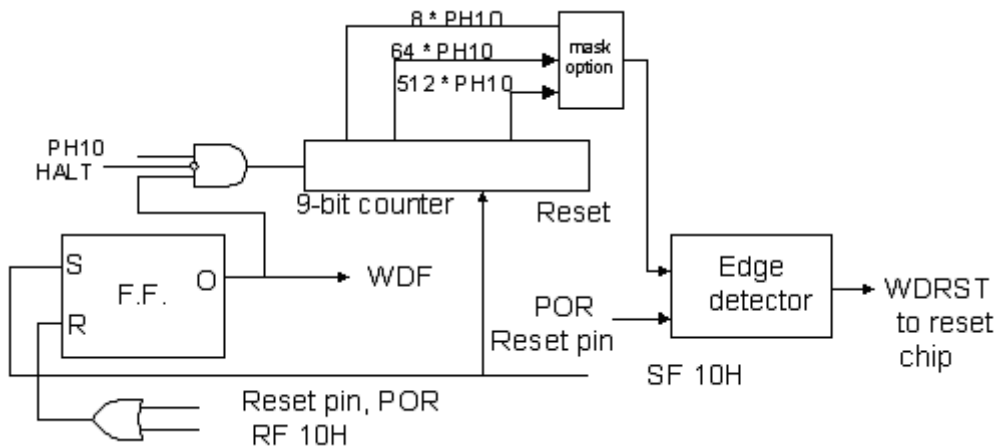 8 * PH10
64 * PH10
512 * PH10
mask
option
PH10
HALT
9-bit counter
Reset
S
F.F.
O
R
WDF
Edge
detector
WDRST
to reset
chip
POR
Reset pin
SF 10H
Reset pin, POR
RF 10H